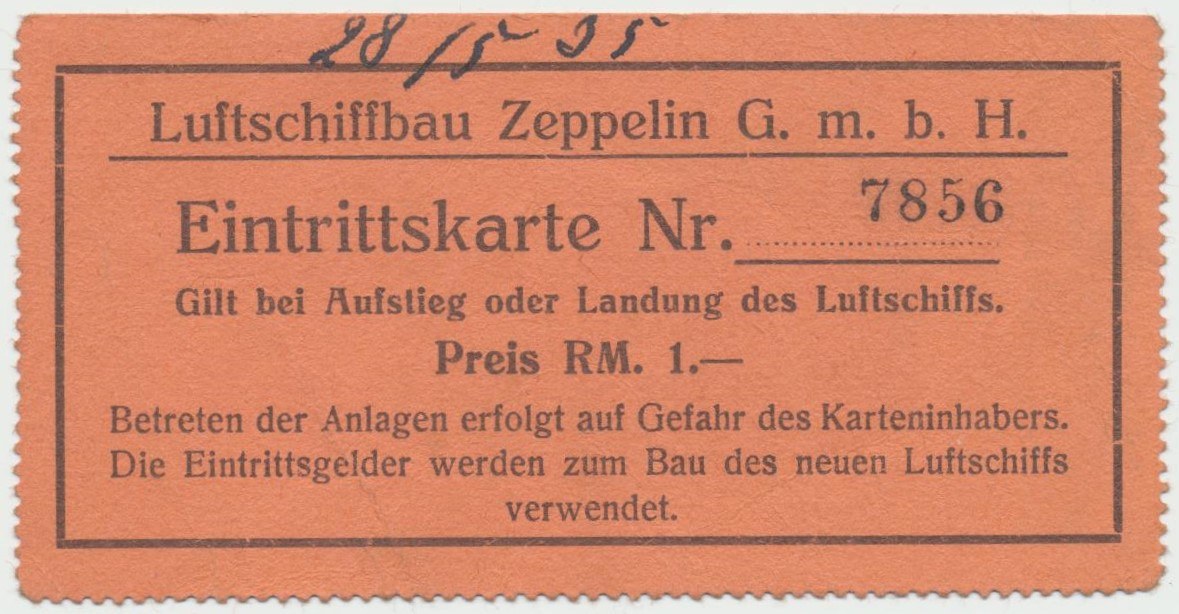 28/5 35
Luftschiffbau Zeppelin G. m. b. H.
Eintrittskarte Nr. 7856
Gilt bei Aufstieg oder Landung des Luftschiffs.
Preis RM. 1.—
Betreten der Anlagen erfolgt auf Gefahr des Karteninhabers.
Die Eintrittsgelder werden zum Bau des neuen Luftschiffs
verwendet.